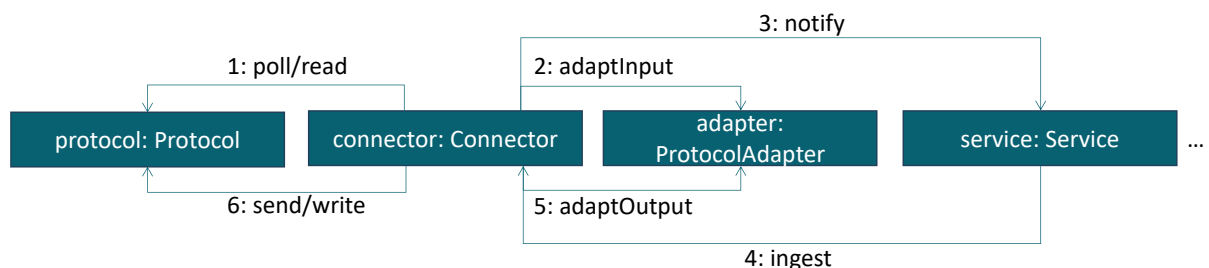 3: notify
1: poll/read
2: adaptInput
protocol: Protocol
connector: Connector
adapter:
ProtocolAdapter
service: Service
...
6: send/write
5: adaptOutput
4: ingest